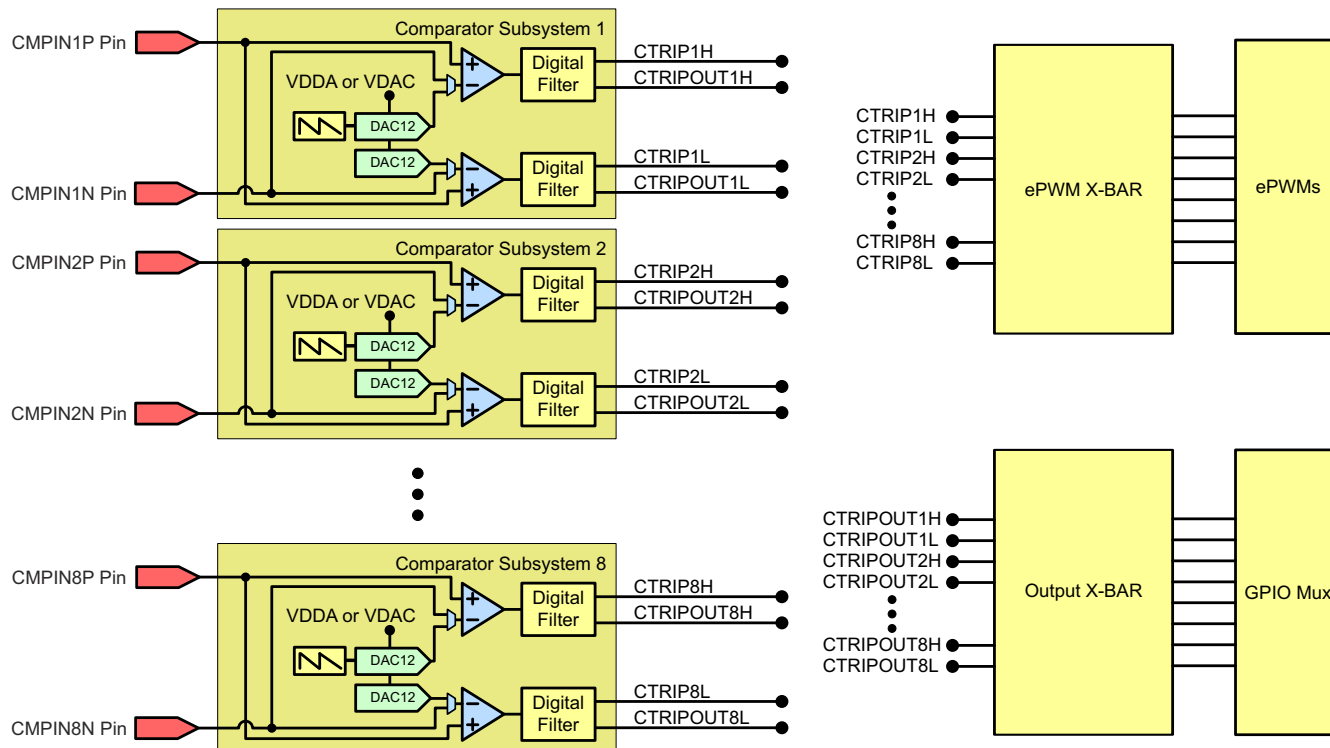 Comparator Subsystem 1
CMPIN1P Pin
VDDA or VDAC
DAC12
DAC12
+
−
−
+
Digital
Filter
Digital
Filter
CTRIP1H
CTRIPOUT1H
CTRIP1L
CTRIPOUT1L
CMPIN1N Pin
Comparator Subsystem 2
CMPIN2P Pin
VDDA or VDAC
DAC12
DAC12
+
−
−
+
Digital
Filter
Digital
Filter
CTRIP2H
CTRIPOUT2H
CTRIP2L
CTRIPOUT2L
CMPIN2N Pin
Comparator Subsystem 8
CMPIN8P Pin
VDDA or VDAC
DAC12
DAC12
+
−
−
+
Digital
Filter
Digital
Filter
CTRIP8H
CTRIPOUT8H
CTRIP8L
CTRIPOUT8L
CMPIN8N Pin
CTRIP1H
CTRIP1L
CTRIP2H
CTRIP2L
CTRIP8H
CTRIP8L
ePWM X-BAR
ePWMs
CTRIPOUT1H
CTRIPOUT1L
CTRIPOUT2H
CTRIPOUT2L
CTRIPOUT8H
CTRIPOUT8L
Output X-BAR
GPIO Mux